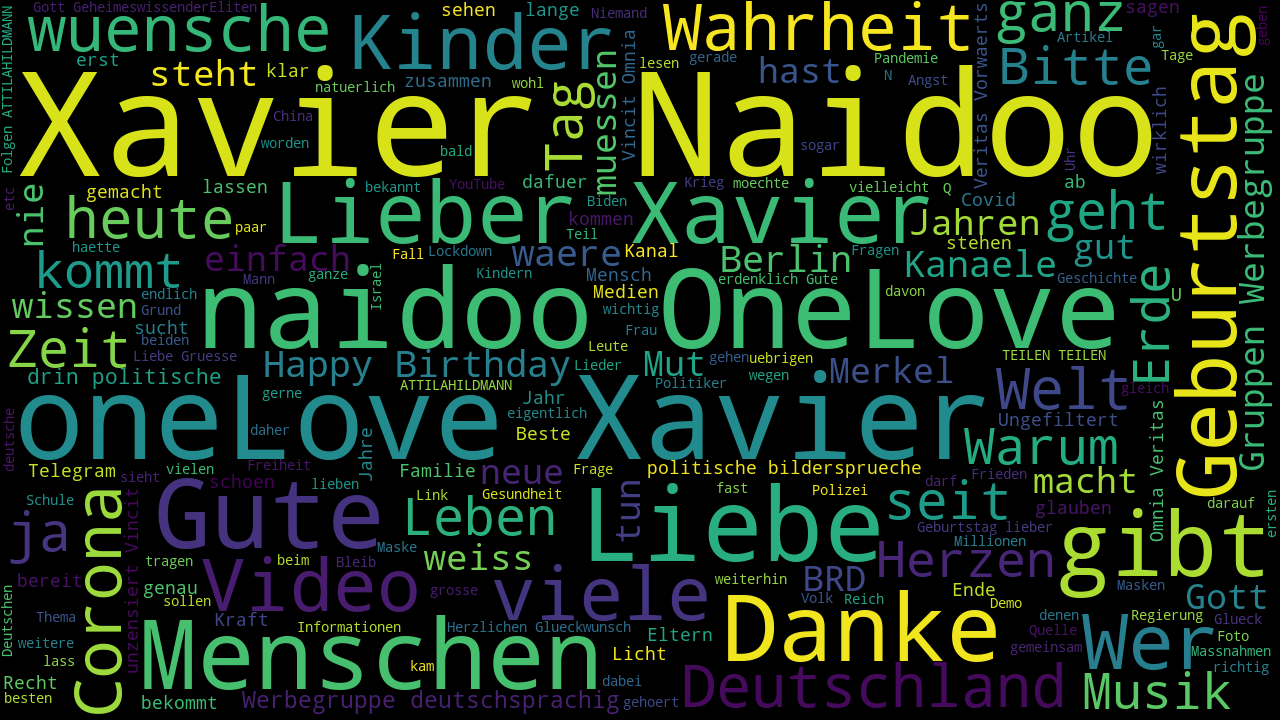 Gott GeheimeswissenderEliten
sehen
lange
Niemand
sagen
geben
wuensche
Kinder
Wahrheit
ganz
Artikel
gar
erst
steht
klar
zusammen
wohl
natuerlich
lesen
gerade
hast
Pandemie
N
Angst
Bitte
Tage
Folgen ATTILAHILDMANN
Xavier Naidoo
China
worden
bald
Tag
muessen
Vincit Omnia
sogar
Veritas Vorwaerts
Uhr
wirklich
Geburtstag
Gruppen Werbegruppe
etc
nie
gemacht
lassen
bekannt
YouTube
dafuer
Biden
Krieg
moechte
vielleicht
Q
Covid
ab
heute
paar
Lieber Xavier
kommen
Teil
Jahren
geht
haette
kommt
einfach
Fall
Lockdown
waere
Kanal
Berlin
Fragen
stehen
gut
Mann
ganze
Israel
Kindern
Mensch
erdenklich Gute
Kanaele
Geschichte
Erde
U
wissen
endlich
Grund
naidoo OneLove
Medien
wichtig
davon
Zeit
sucht
beiden
Frau
Leute
Liebe Gruesse
Happy Birthday
Lieder
Mut
gehen
uebrigen
wegen
Merkel
TEILEN TEILEN
drin politische
gerne
ATTILAHILDMANN
Jahr
Politiker
Welt
gleich
deutsche
oneLove Xavier
eigentlich
daher
Beste
Ungefiltert
Warum
Telegram
sieht
vielen
Freiheit
Jahre
Familie
neue
Frage
politische bildersprueche
darf
Frieden
macht
Omnia Veritas
schoen
lieben
Link
Gesundheit
tun
fast
Polizei
seit
glauben
darauf
ersten
Schule
Corona
unzensiert Vincit
Gute
Leben
Liebe
Geburtstag lieber
Millionen
gibt
ja
Maske
weiss
Herzen
bereit
tragen
beim
Bleib
weiterhin
BRD
Masken
genau
Video
grosse
viele
Volk
Reich
Ende
Demo
Gott
Deutschen
sollen
Thema
Kraft
Informationen
Herzlichen Glueckwunsch
Eltern
Danke
denen
Quelle
Regierung
Glueck
Foto
weitere
Menschen
gemeinsam
Wer
Massnahmen
lass
kam
Licht
richtig
Recht
dabei
besten
bekommt
Werbegruppe deutschsprachig
gehoert
Deutschland
Musik